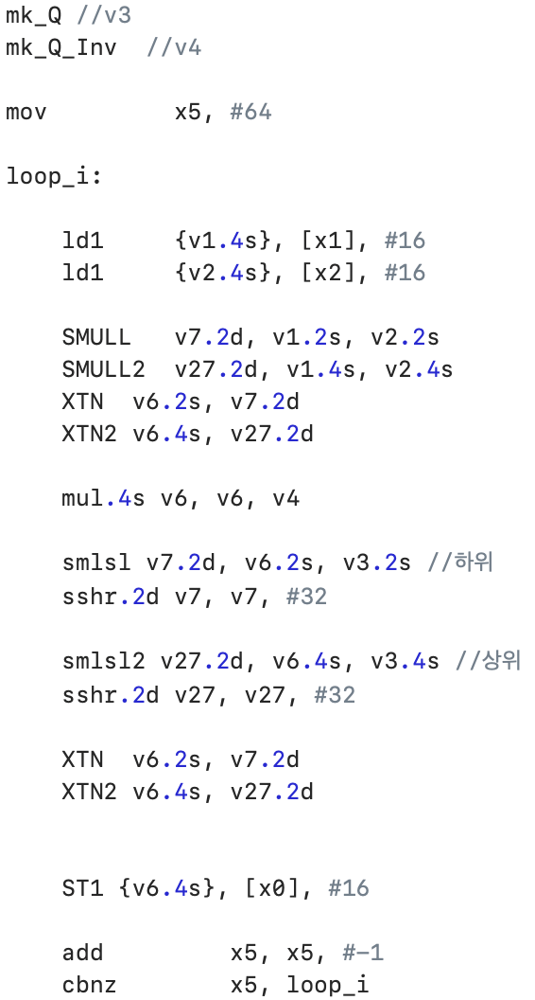 mk_Q //v3
mk_Q_Inv //v4
mov x5, #64
loop_i:
ld1 {v1.4s}, [x1], #16
ld1 {v2.4s}, [x2], #16
SMULL v7.2d, v1.2s, v2.2s
SMULL2 v27.2d, v1.4s, v2.4s
XTN v6.2s, v7.2d
XTN2 v6.4s, v27.2d
mul.4s v6, v6, v4
smlsl v7.2d, v6.2s, v3.2s //하위
sshr.2d v7, v7, #32
smlsl2 v27.2d, v6.4s, v3.4s //상위
sshr.2d v27, v27, #32
XTN v6.2s, v7.2d
XTN2 v6.4s, v27.2d
ST1 {v6.4s}, [x0], #16
add x5, x5, #-1
cbnz x5, loop_i